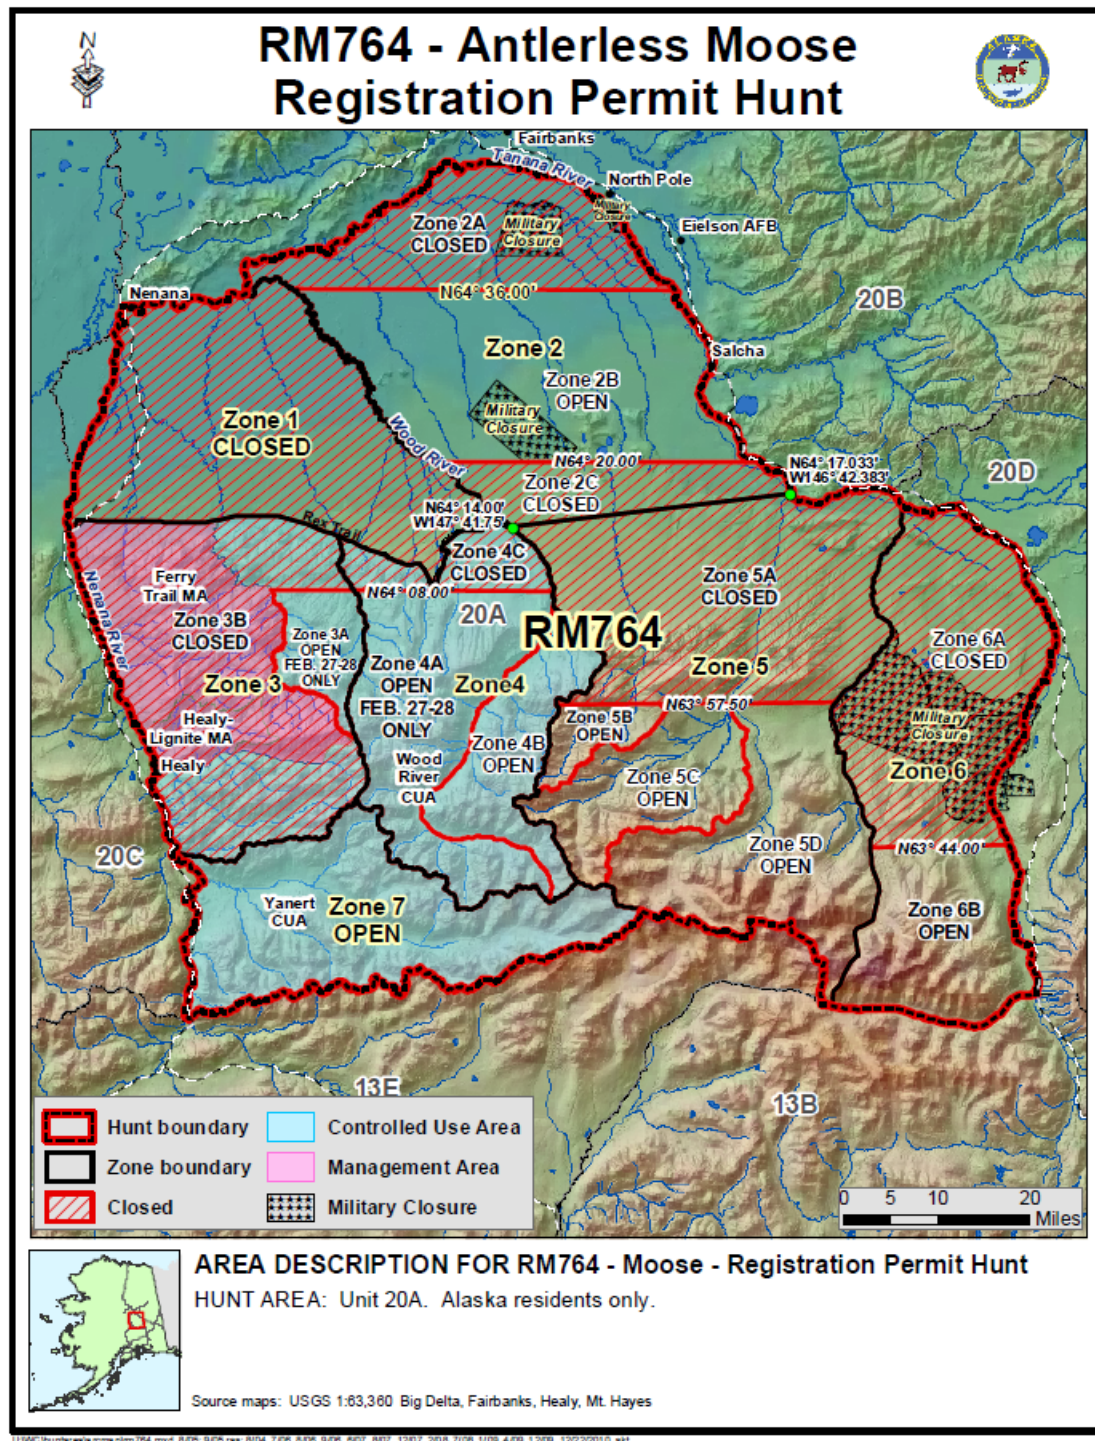 RM764 - Antlerless Moose
Registration Permit Hunt
N
ALASKA
Fairbanks
Tanana River
North Pole
Military
Closure
Zone 2A
CLOSED
Military
Closure
Eielson AFB
Nenana
N64° 36.00'
20B
Zone 2
Salcha
Zone 2B
OPEN
Military
Closure
Zone 1
CLOSED
Wood River
N64° 20.00'
N64° 17.033'
W146° 42.383'
20D
Zone 2C
CLOSED
N64° 14.00'
W147° 41.75'
Rex Trail
Zone 4C
CLOSED
Nenana River
Ferry
Trail MA
N64° 08.00'
Zone 5A
CLOSED
20A
Zone 3B
CLOSED
RM764
Zone 3A
OPEN
FEB. 27-28
ONLY
Zone 6A
CLOSED
Zone 4A
OPEN
FEB. 27-28
ONLY
Zone 5
Zone 3
Zone4
N63° 57.50'
Zone 5B
OPEN
Military
Closure
Healy-
Lignite MA
Zone 4B
OPEN
Healy
Wood
River
CUA
Zone 5C
OPEN
Zone 6
20C
Zone 5D
OPEN
N63° 44.00'
Yanert
CUA
Zone 7
OPEN
Zone 6B
OPEN
13E
13B
Hunt boundary
Controlled Use Area
Zone boundary
Management Area
Closed
Military Closure
0 5 10 20
Miles
AREA DESCRIPTION FOR RM764 - Moose - Registration Permit Hunt
HUNT AREA: Unit 20A. Alaska residents only.
Source maps: USGS 1:63,360 Big Delta, Fairbanks, Healy, Mt. Hayes